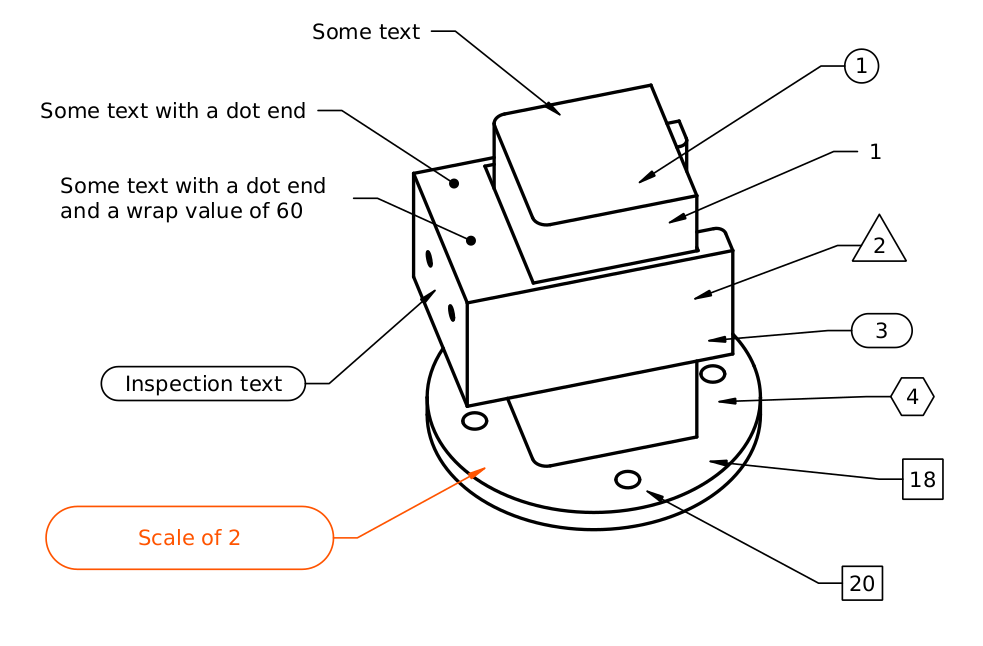 Some text
1
Some text with a dot end
1
Some text with a dot end
and a wrap value of 60
2
3
Inspection text
4
18
Scale of 2
20